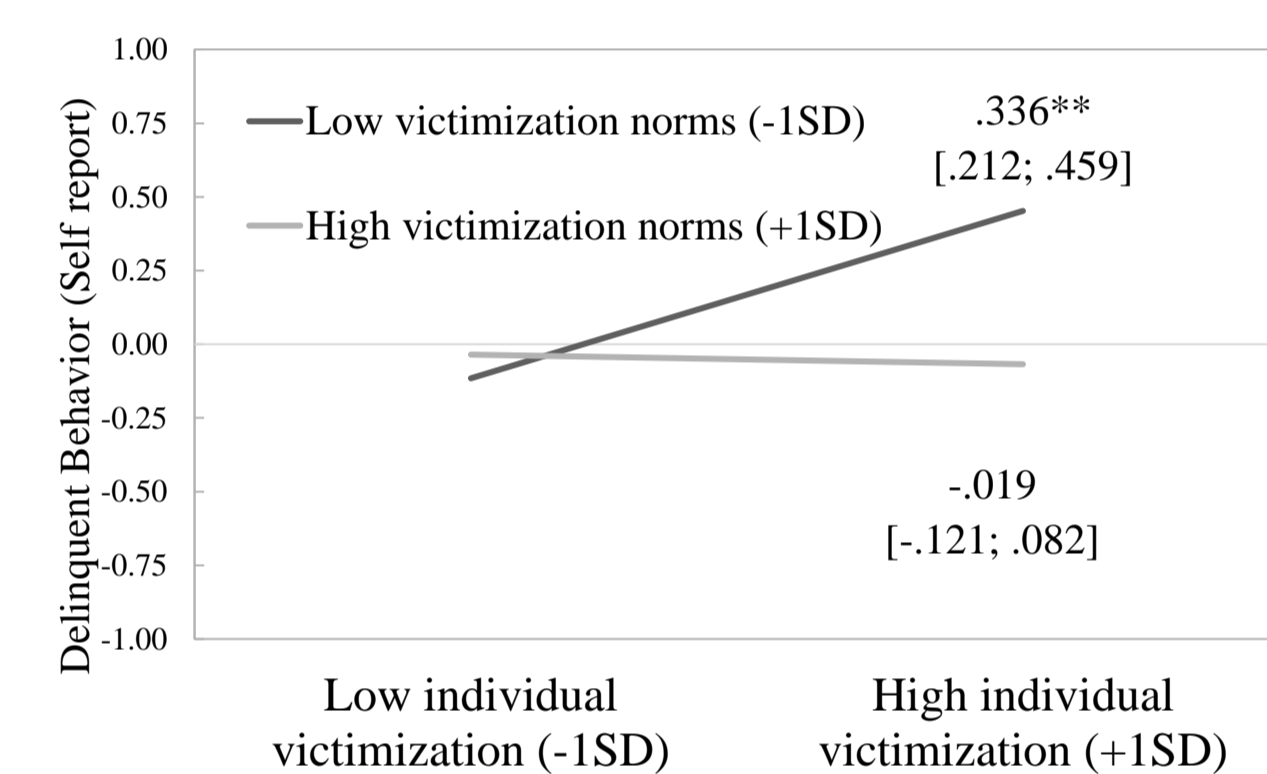 Delinquent Behavior (Self report)
1.00
0.75
0.50
0.25
0.00
-0.25
-0.50
-0.75
-1.00
Low victimization norms (-1SD)
High victimization norms (+1SD)
.336**
[.212; .459]
-.019
[-.121; .082]
Low individual
victimization (-1SD)
High individual
victimization (+1SD)